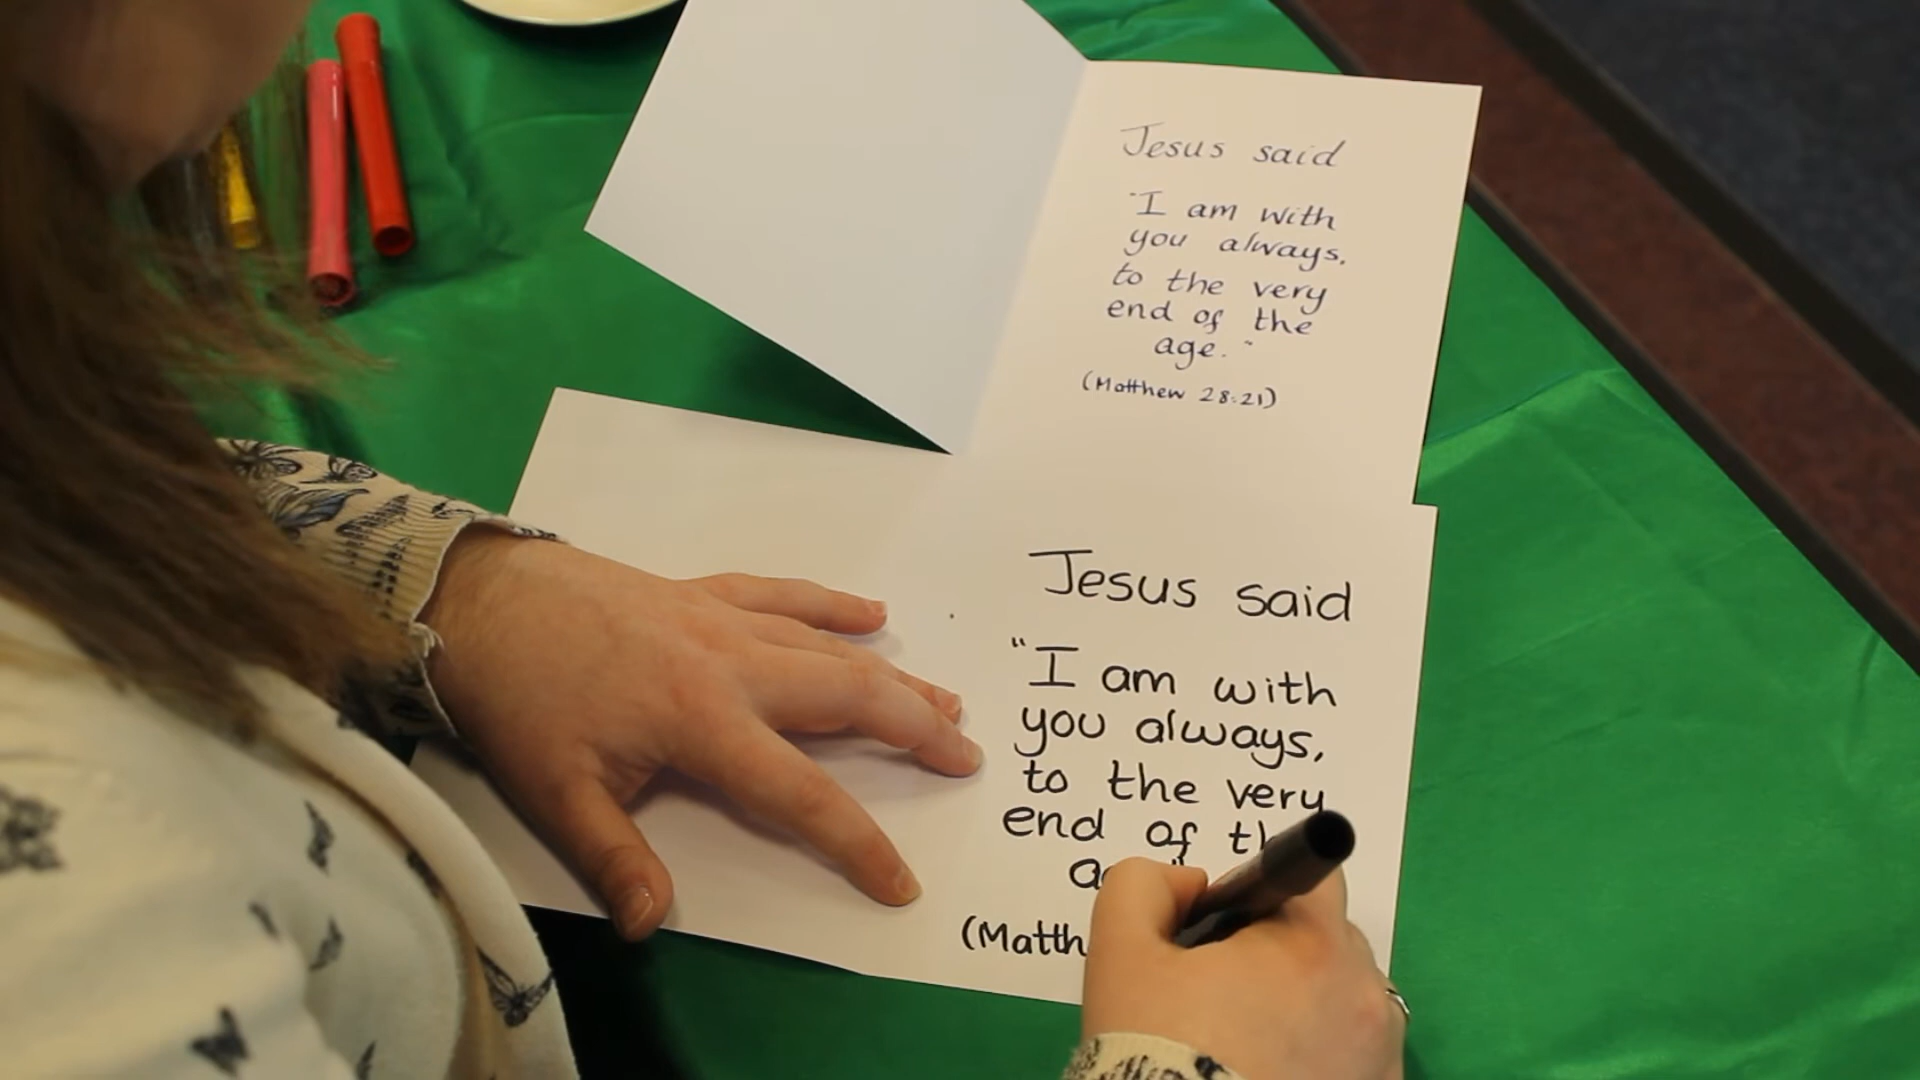 Jesus said
"I am with
you always,
to the very
end of the
age."
(Matthew 28:21)
Jesus said
"I am with
you always,
to the very
end of
(Matth